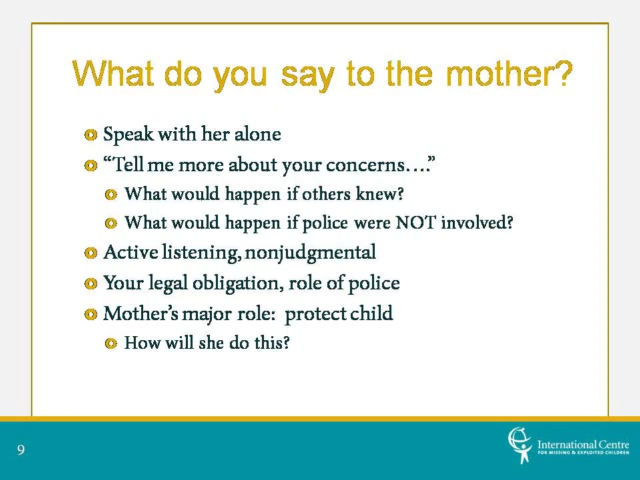 What do you say to the mother?
Speak with her alone
“Tell me more about your concerns….”
What would happen if others knew?
What would happen if police were NOT involved?
Active listening, nonjudgmental
Your legal obligation, role of police
Mother’s major role: protect child
How will she do this?
9
International Centre
FOR MISSING & EXPLOITED CHILDREN